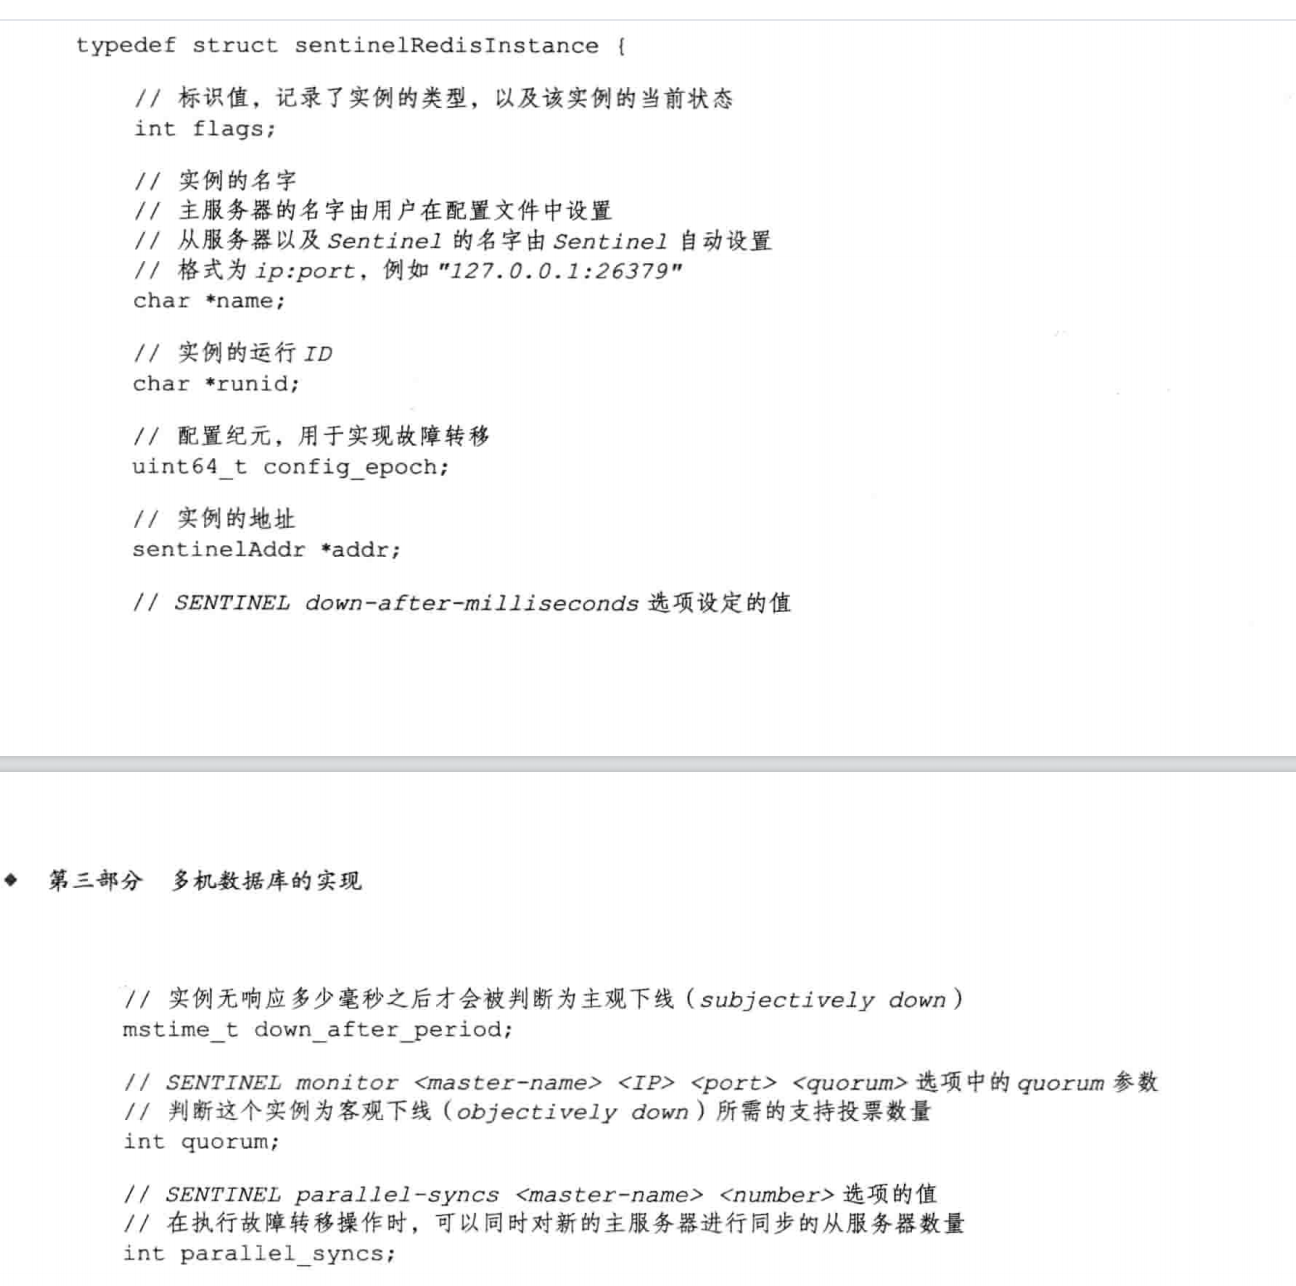 typedef struct sentinelRedisInstance {
// 标识值，记录了实例的类型，以及该实例的当前状态
int flags;
// 实例的名字
// 主服务器的名字由用户在配置文件中设置
// 从服务器以及 Sentinel 的名字由 Sentinel 自动设置
// 格式为 ip:port，例如 "127.0.0.1:26379"
char *name;
// 实例的运行 ID
char *runid;
// 配置纪元，用于实现故障转移
uint64_t config_epoch;
// 实例的地址
sentinelAddr *addr;
// SENTINEL down-after-milliseconds 选项设定的值
◆ 第三部分 多机数据库的实现
// 实例无响应多少毫秒之后才会被判断为主观下线（subjectively down）
mstime_t down_after_period;
// SENTINEL monitor <master-name> <IP> <port> <quorum> 选项中的 quorum 参数
// 判断这个实例为客观下线（objectively down）所需的支持投票数量
int quorum;
// SENTINEL parallel-syncs <master-name> <number> 选项的值
// 在执行故障转移操作时，可以同时对新的主服务器进行同步的从服务器数量
int parallel_syncs;